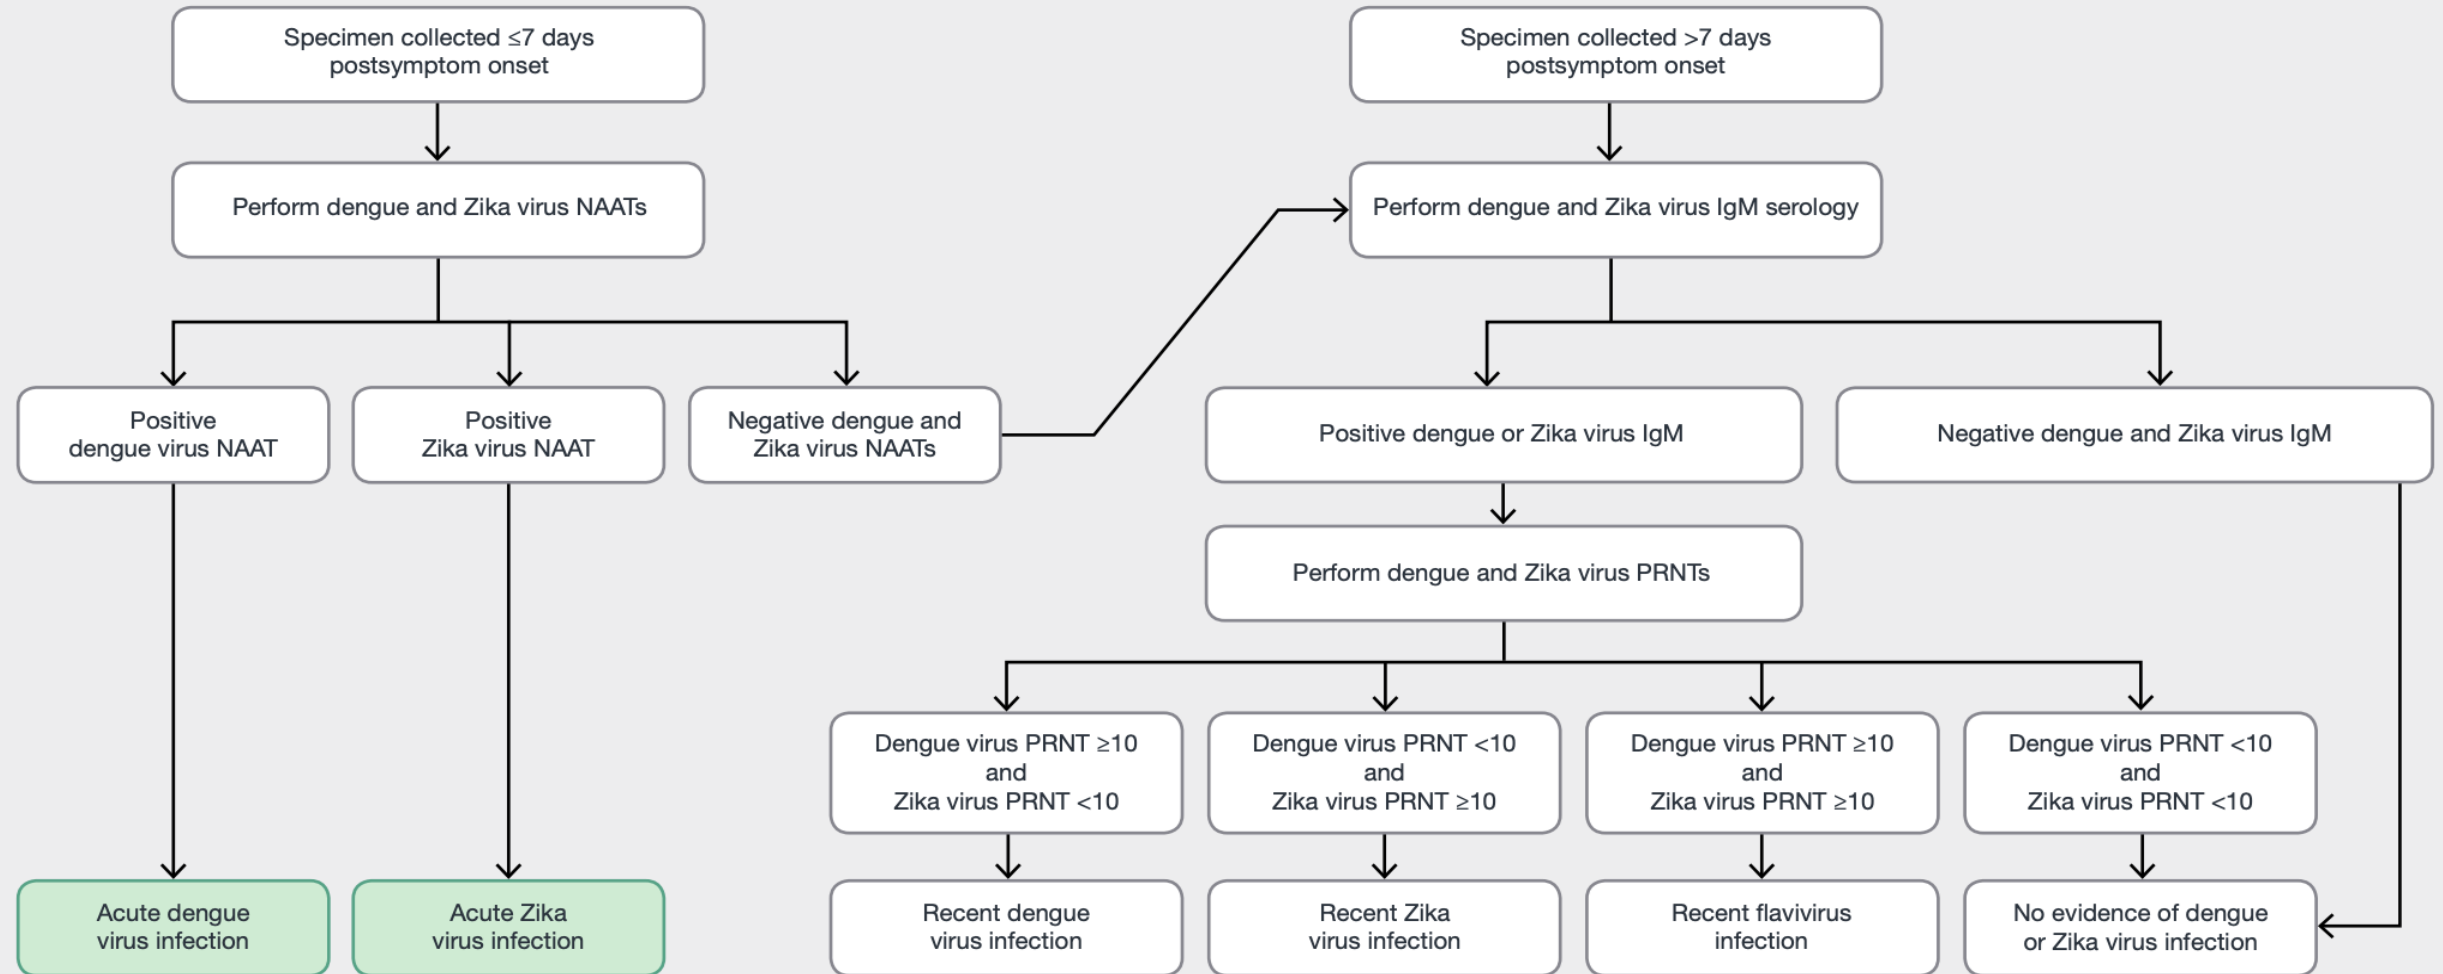 Specimen collected ≤7 days
postsymptom onset
Specimen collected >7 days
postsymptom onset
Perform dengue and Zika virus NAATs
Perform dengue and Zika virus IgM serology
Positive
dengue virus NAAT
Positive
Zika virus NAAT
Negative dengue and
Zika virus NAATs
Positive dengue or Zika virus IgM
Negative dengue and Zika virus IgM
Perform dengue and Zika virus PRNTs
Dengue virus PRNT ≥10
and
Zika virus PRNT <10
Dengue virus PRNT <10
and
Zika virus PRNT ≥10
Dengue virus PRNT ≥10
and
Zika virus PRNT ≥10
Dengue virus PRNT <10
and
Zika virus PRNT <10
Acute dengue
virus infection
Acute Zika
virus infection
Recent dengue
virus infection
Recent Zika
virus infection
Recent flavivirus
infection
No evidence of dengue
or Zika virus infection